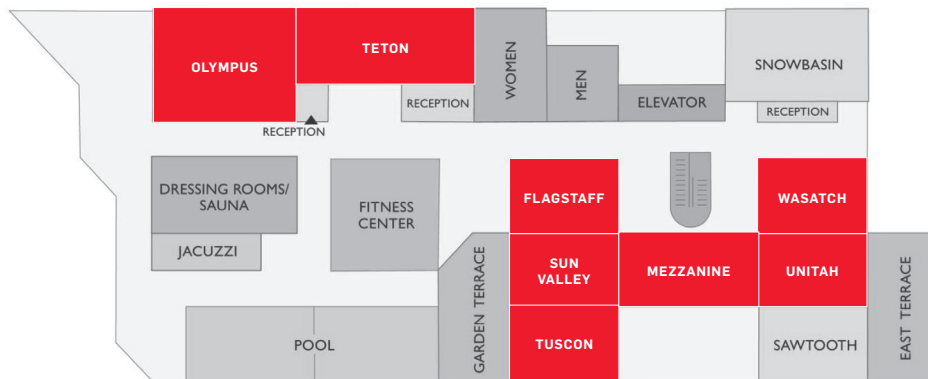 OLYMPUS
TETON
WOMEN
MEN
SNOWBASIN
RECEPTION
ELEVATOR
RECEPTION
RECEPTION
DRESSING ROOMS/
SAUNA
JACUZZI
FITNESS
CENTER
FLAGSTAFF
WASATCH
GARDEN TERRACE
SUN
VALLEY
MEZZANINE
UNITAH
EAST TERRACE
POOL
TUSCON
SAWTOOTH